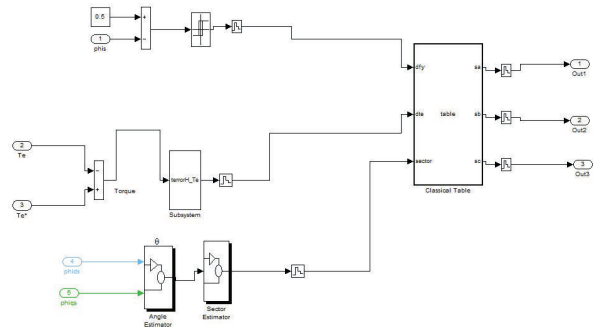 0.5
1
phis
dfy
sa
1
Out1
dte
table
sb
2
Out2
sector
sc
3
Out3
Classical Table
2
Te
3
Te*
Torque
terrorH_Te
Subsystem
θ
4
phids
5
phiqs
Angle
Estimator
Sector
Estimator